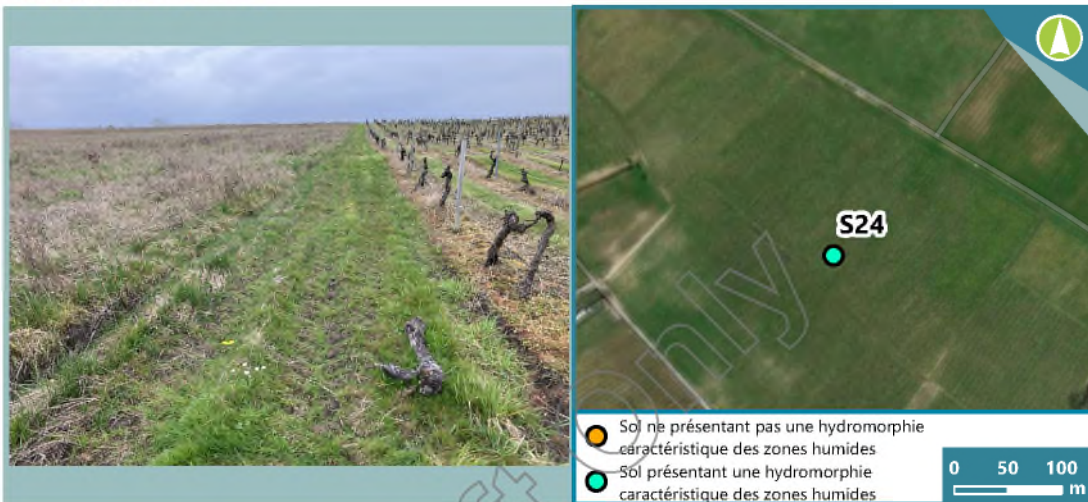 S24
Sol ne présentant pas une hydromorphie
caractéristique des zones humides
Sol présentant une hydromorphie
caractéristique des zones humides
0 50 100
m
only